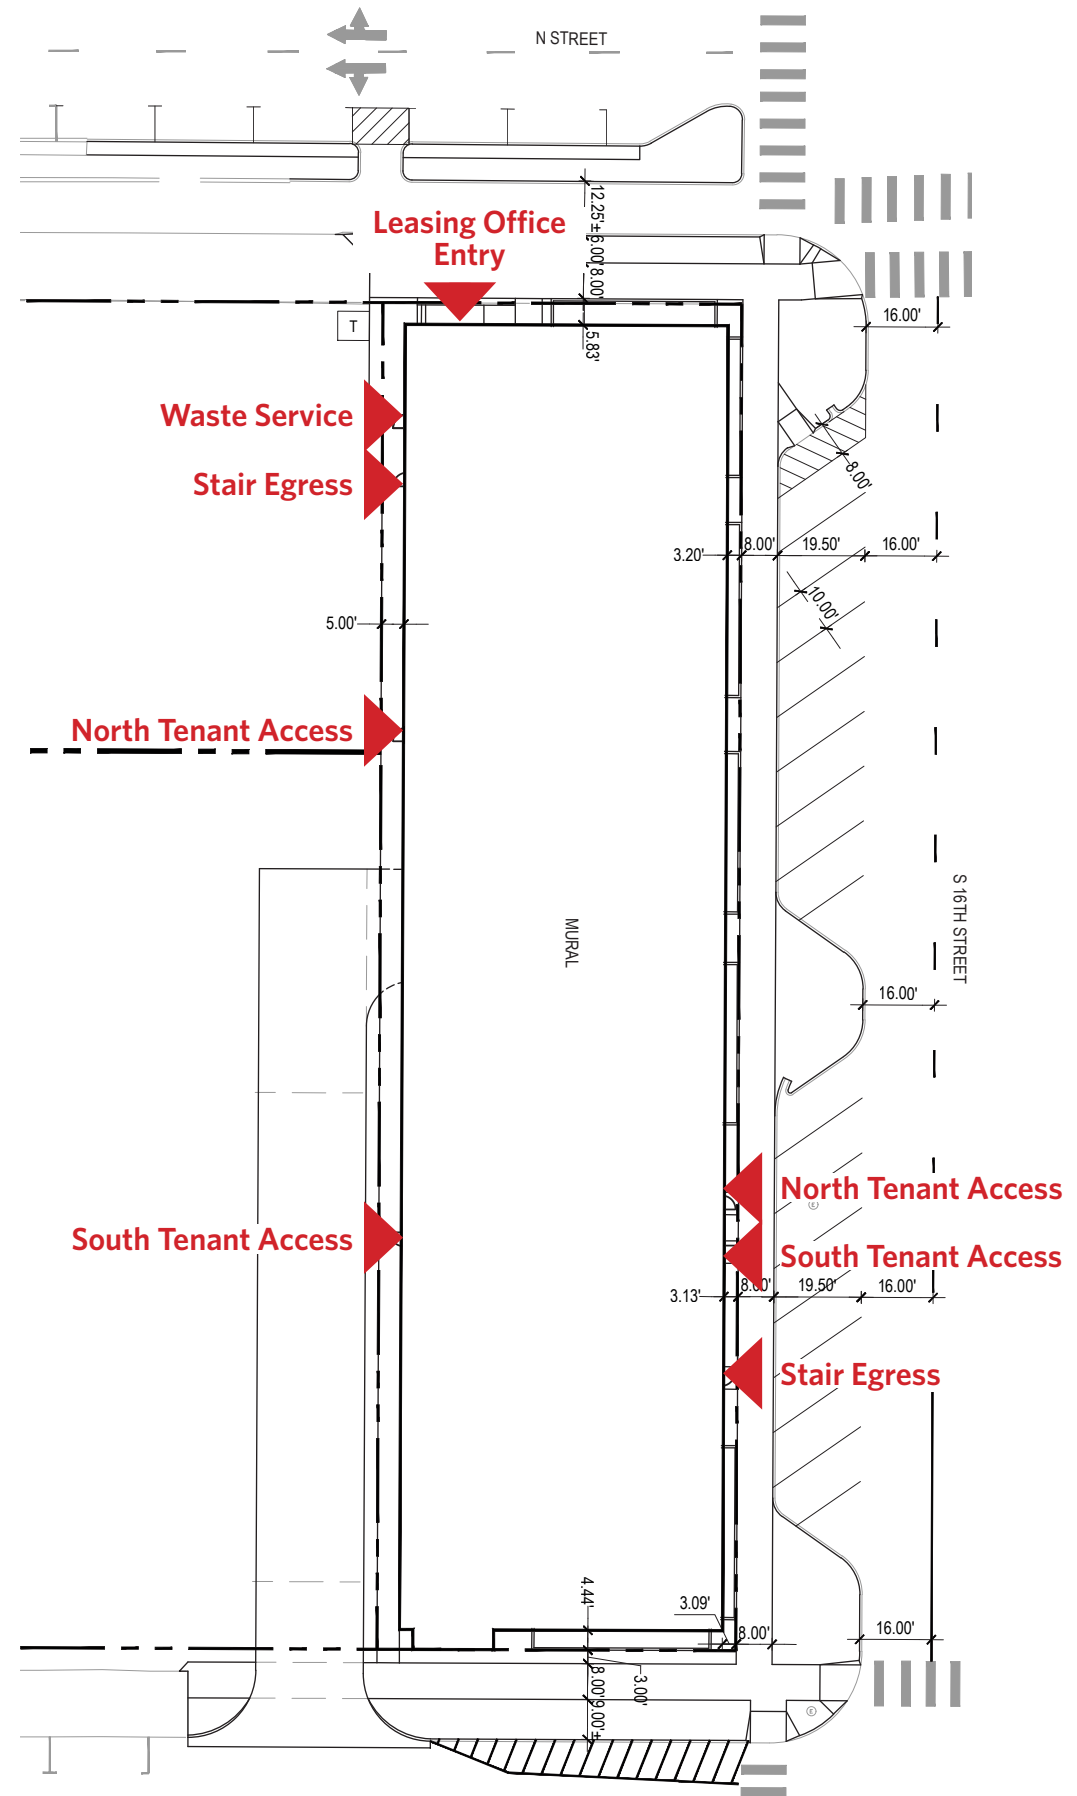 N STREET
12.25'±
6.00'
8.00'
Leasing Office
Entry
5.83'
T
16.00'
Waste Service
8.00'
Stair Egress
3.20'
8.00'
19.50'
16.00'
10.00'
5.00'
North Tenant Access
S 16TH STREET
MURAL
16.00'
North Tenant Access
E
South Tenant Access
South Tenant Access
3.13'
8.00'
19.50'
16.00'
Stair Egress
4.44'
3.09'
8.00'
16.00'
3.00'
8.00'
9.00'±
E